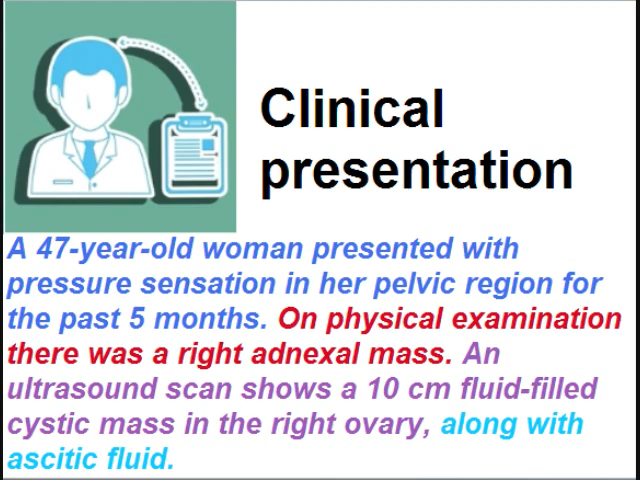 Clinical
presentation
A 47-year-old woman presented with
pressure sensation in her pelvic region for
the past 5 months. On physical examination
there was a right adnexal mass. An
ultrasound scan shows a 10 cm fluid-filled
cystic mass in the right ovary, along with
ascitic fluid.